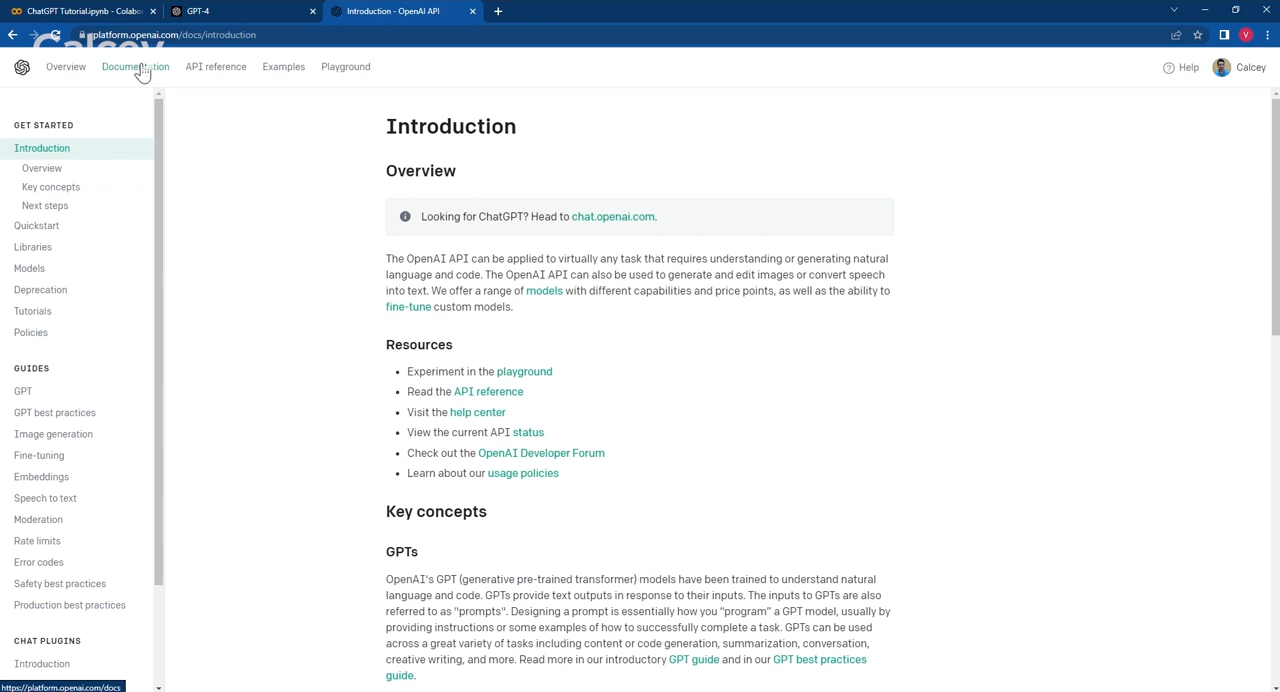 ChatGPT Tutorial.ipynb - Colabo
GPT-4
Introduction - OpenAI API
platform.openai.com/docs/introduction
V
Calcey
Overview
Documentation
API reference
Examples
Playground
Help
Calcey
GET STARTED
Introduction
Overview
Key concepts
Next steps
Quickstart
Libraries
Models
Deprecation
Tutorials
Policies
GUIDES
GPT
GPT best practices
Image generation
Fine-tuning
Embeddings
Speech to text
Moderation
Rate limits
Error codes
Safety best practices
Production best practices
CHAT PLUGINS
Introduction
https://platform.openai.com/docs
Introduction
Overview
Looking for ChatGPT? Head to chat.openai.com.
The OpenAI API can be applied to virtually any task that requires understanding or generating natural
language and code. The OpenAI API can also be used to generate and edit images or convert speech
into text. We offer a range of models with different capabilities and price points, as well as the ability to
fine-tune custom models.
Resources
• Experiment in the playground
• Read the API reference
• Visit the help center
• View the current API status
• Check out the OpenAI Developer Forum
• Learn about our usage policies
Key concepts
GPTs
OpenAI's GPT (generative pre-trained transformer) models have been trained to understand natural
language and code. GPTs provide text outputs in response to their inputs. The inputs to GPTs are also
referred to as "prompts". Designing a prompt is essentially how you “program” a GPT model, usually by
providing instructions or some examples of how to successfully complete a task. GPTs can be used
across a great variety of tasks including content or code generation, summarization, conversation,
creative writing, and more. Read more in our introductory GPT guide and in our GPT best practices
guide.